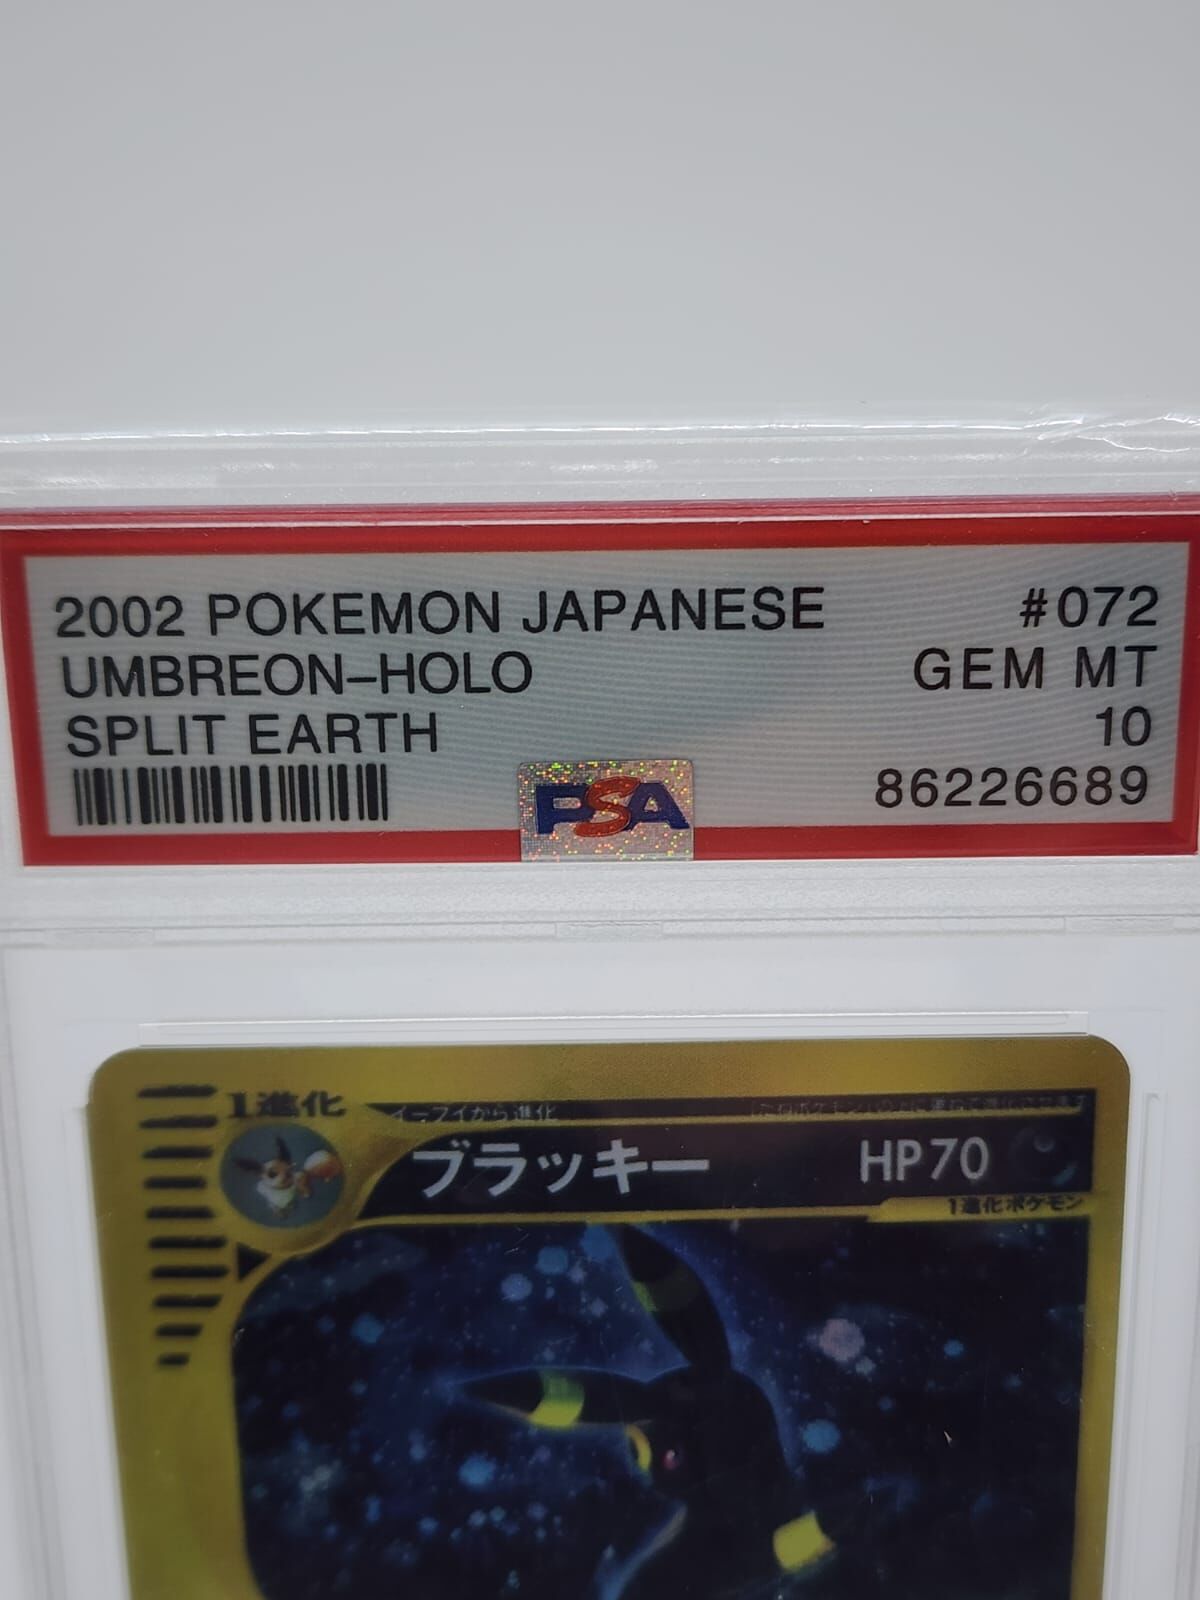 2002 POKEMON JAPANESE #072
UMBREON-HOLO GEM MT
SPLIT EARTH 10
86226689
PSA
1進化 イーブイから進化
ブラッキー HP70
1進化ポケモン